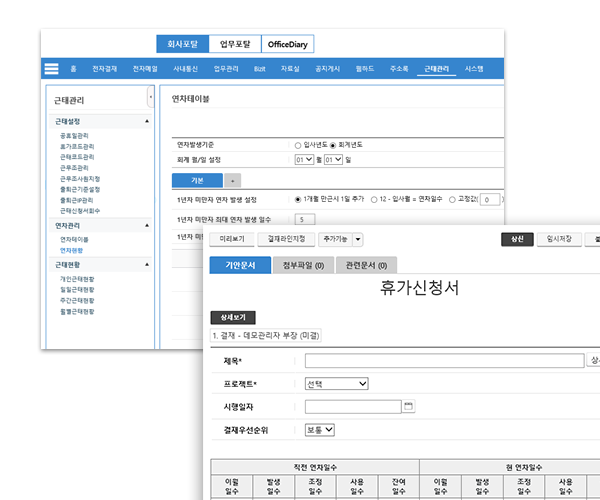 회사포탈 업무포탈 OfficeDiary
홈 전자결재 전자메일 사내통신 업무관리 Bizit 자료실 공지게시 웹하드 주소록 근태관리 시스템
근태관리
근태설정
공휴일관리
휴가코드관리
근태코드관리
근무조관리
근무조사원지정
출퇴근기준설정
출퇴근IP관리
근태신청서회수
연차관리
연차테이블
연차현황
근태현황
개인근태현황
일일근태현황
주간근태현황
월별근태현황
연차테이블
연차발생기준 입사년도 회계년도
회계 월/일 설정 01 월 01 일
기본 +
1년차 미만자 연차 발생 설정 1개월 만근시 1일 추가 12 - 입사월 = 연차일수 고정값( 0 )
1년차 미만자 최대 연차 발생 일수 5
1년차 미
미리보기 결재라인지정 추가기능 상신 임시저장
기안문서 첨부파일 (0) 관련문서 (0)
휴가신청서
상세보기
1. 결재 - 데모관리자 부장 (미결)
제목*
프로젝트* 선택
시행일자
결재우선순위 보통
직전 연차일수 현 연차일수
이월 일수 발생 일수 조정 일수 사용 일수 잔여 일수 이월 일수 발생 일수 조정 일수 사용 일수